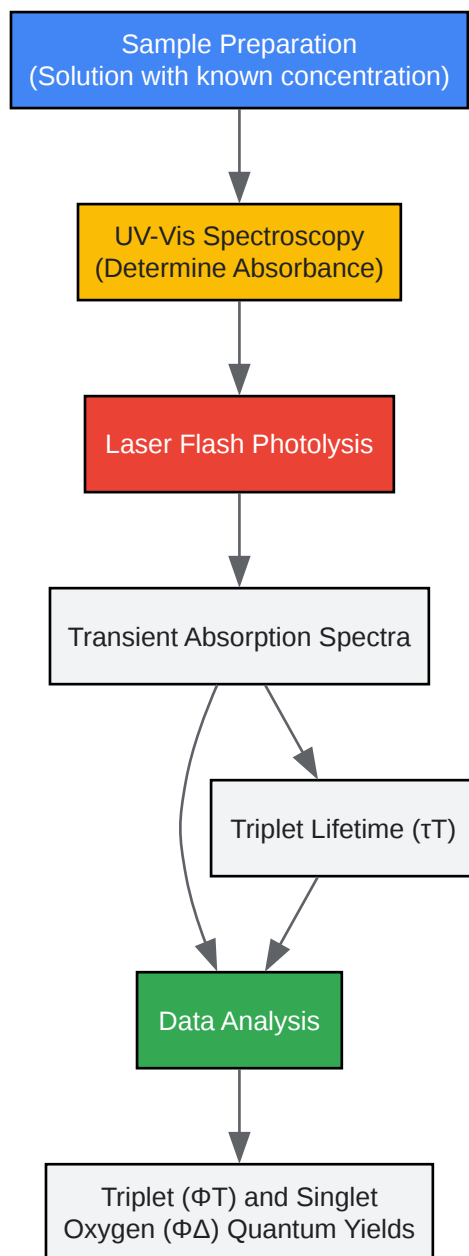 Sample Preparation
(Solution with known concentration)
UV-Vis Spectroscopy
(Determine Absorbance)
Laser Flash Photolysis
Transient Absorption Spectra
Triplet Lifetime (τT)
Data Analysis
Triplet (ΦT) and Singlet
Oxygen (ΦΔ) Quantum Yields